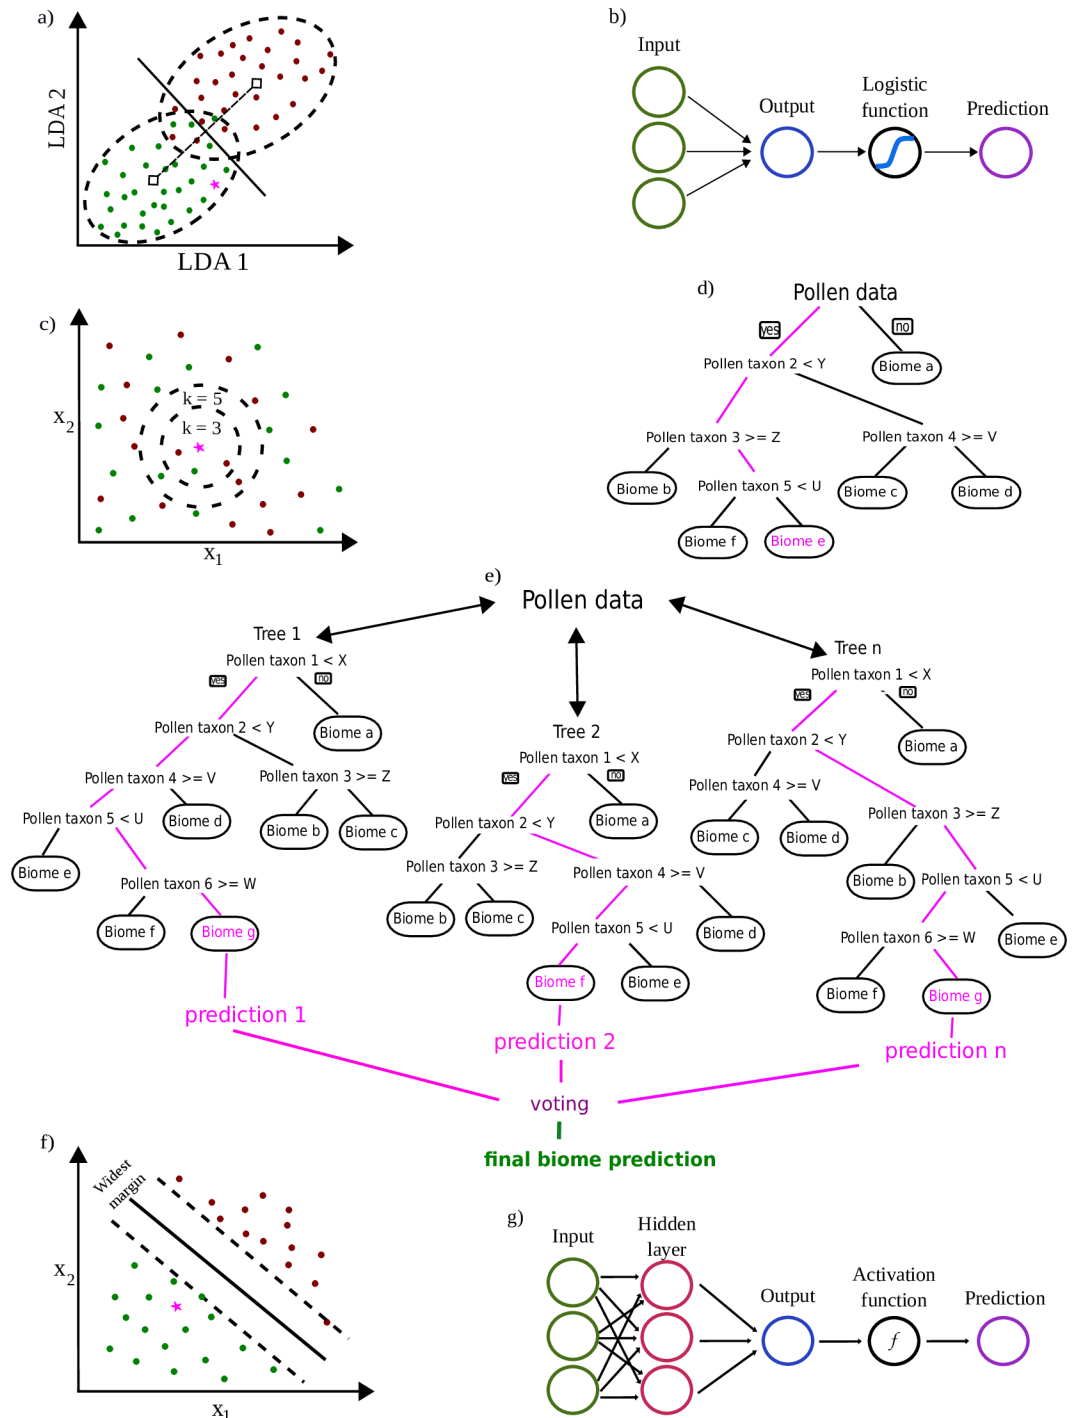 a)
LDA 2
LDA 1
b)
Input
Output
Logistic
function
Prediction
c)
k = 5
k = 3
x2
x1
d)
Pollen data
yes
no
Pollen taxon 2 < Y
Biome a
Pollen taxon 3 >= Z
Pollen taxon 4 >= V
Biome b
Pollen taxon 5 < U
Biome c
Biome d
Biome f
Biome e
e)
Pollen data
Tree 1
Pollen taxon 1 < X
yes
no
Pollen taxon 2 < Y
Biome a
Pollen taxon 4 >= V
Pollen taxon 3 >= Z
Pollen taxon 5 < U
Biome d
Biome b
Biome c
Biome e
Pollen taxon 6 >= W
Biome f
Biome g
prediction 1
Tree 2
Pollen taxon 1 < X
yes
no
Pollen taxon 2 < Y
Biome a
Pollen taxon 3 >= Z
Pollen taxon 4 >= V
Biome b
Biome c
Pollen taxon 5 < U
Biome d
Biome f
Biome e
prediction 2
Tree n
Pollen taxon 1 < X
yes
no
Pollen taxon 2 < Y
Biome a
Pollen taxon 4 >= V
Pollen taxon 3 >= Z
Biome c
Biome d
Biome b
Pollen taxon 5 < U
Pollen taxon 6 >= W
Biome e
Biome f
Biome g
prediction n
voting
final biome prediction
f)
Widest
margin
x2
x1
g)
Input
Hidden
layer
Output
Activation
function
f
Prediction